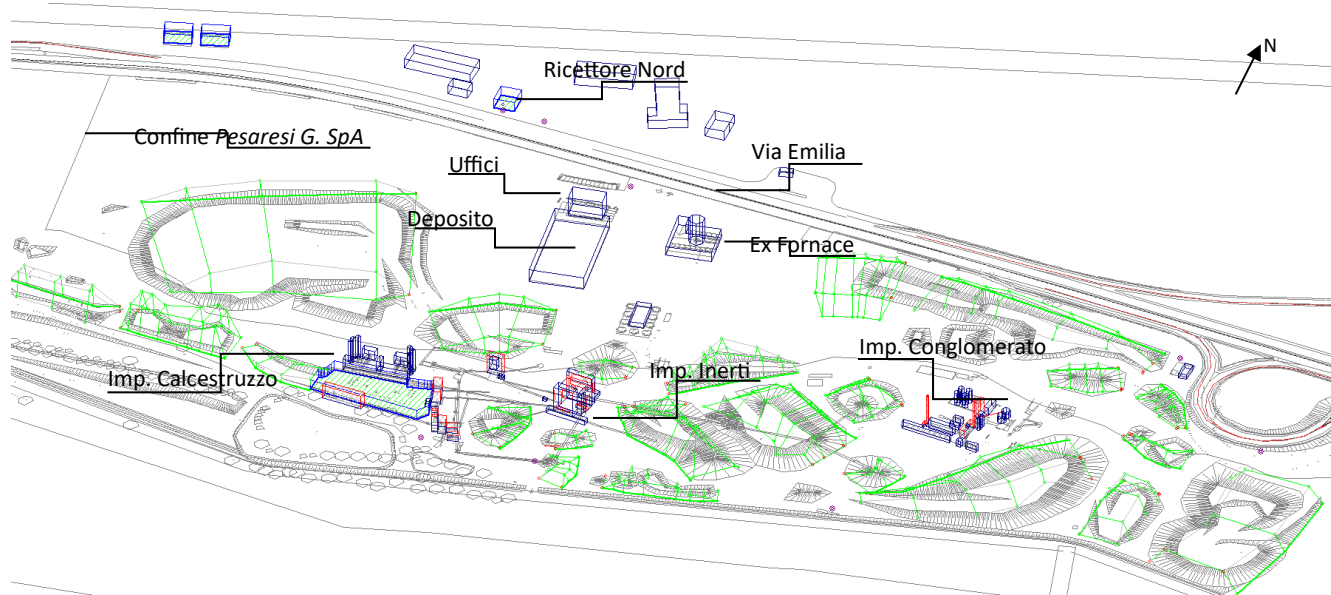 N
Ricettore Nord
Confine Pesaresi G. SpA
Via Emilia
Uffici
Deposito
Ex Fornace
Imp. Conglomerato
Imp. Calcestruzzo
Imp. Inerti